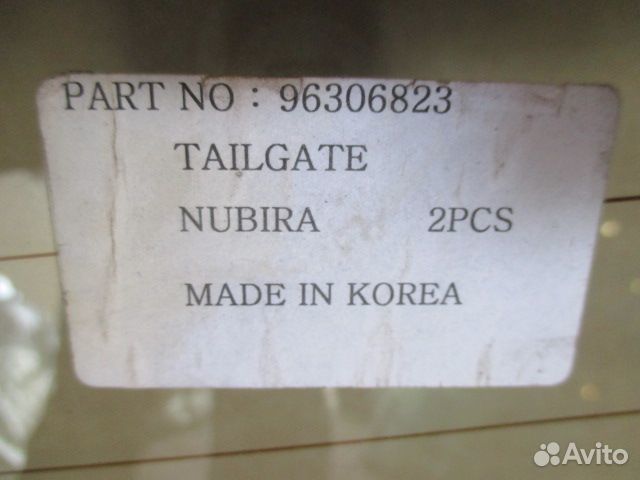 PART NO : 96306823
TAILGATE
NUBIRA 2PCS
MADE IN KOREA
Avito